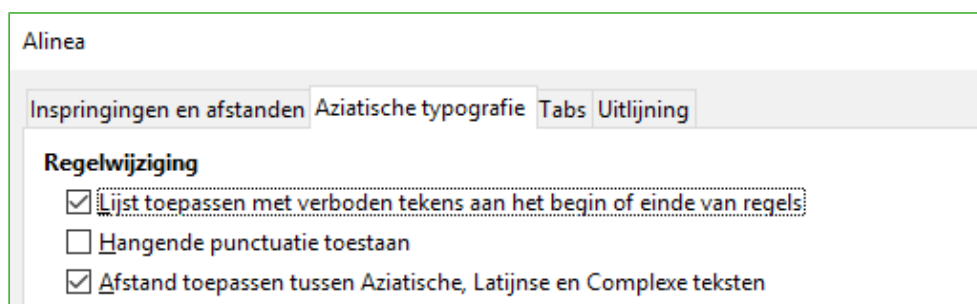 Alinea
Inspringingen en afstanden Aziatische typografie Tabs Uitlijning
Regelwijziging
Lijst toepassen met verboden tekens aan het begin of einde van regels
Hangende punctuatie toestaan
Afstand toepassen tussen Aziatische, Latijnse en Complexe teksten